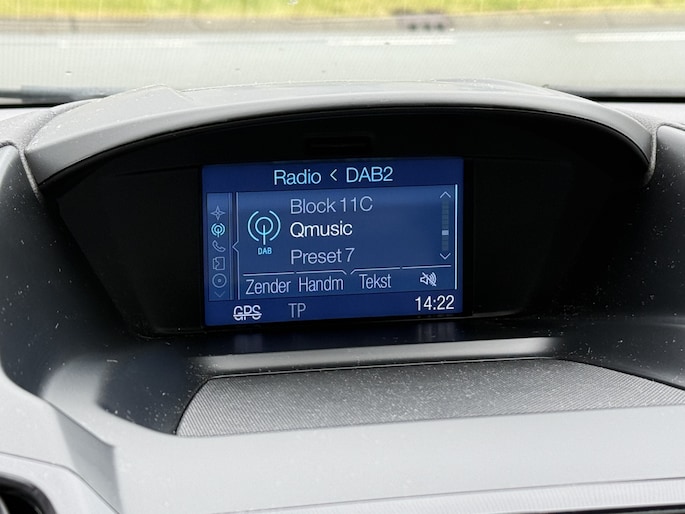 Radio < DAB2
Block 11C
Qmusic
DAB
Preset 7
Zender Handm Tekst
GPS TP 14:22